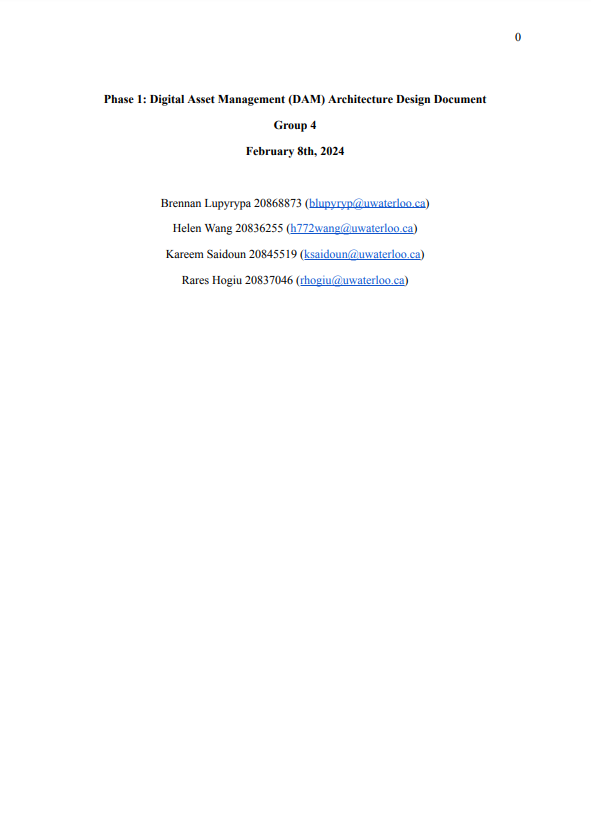 0
Phase 1: Digital Asset Management (DAM) Architecture Design Document
Group 4
February 8th, 2024
Brennan Lupyrypa 20868873 (blupyryp@uwaterloo.ca)
Helen Wang 20836255 (h772wang@uwaterloo.ca)
Kareem Saidoun 20845519 (ksaidoun@uwaterloo.ca)
Rares Hogiu 20837046 (rhogiu@uwaterloo.ca)